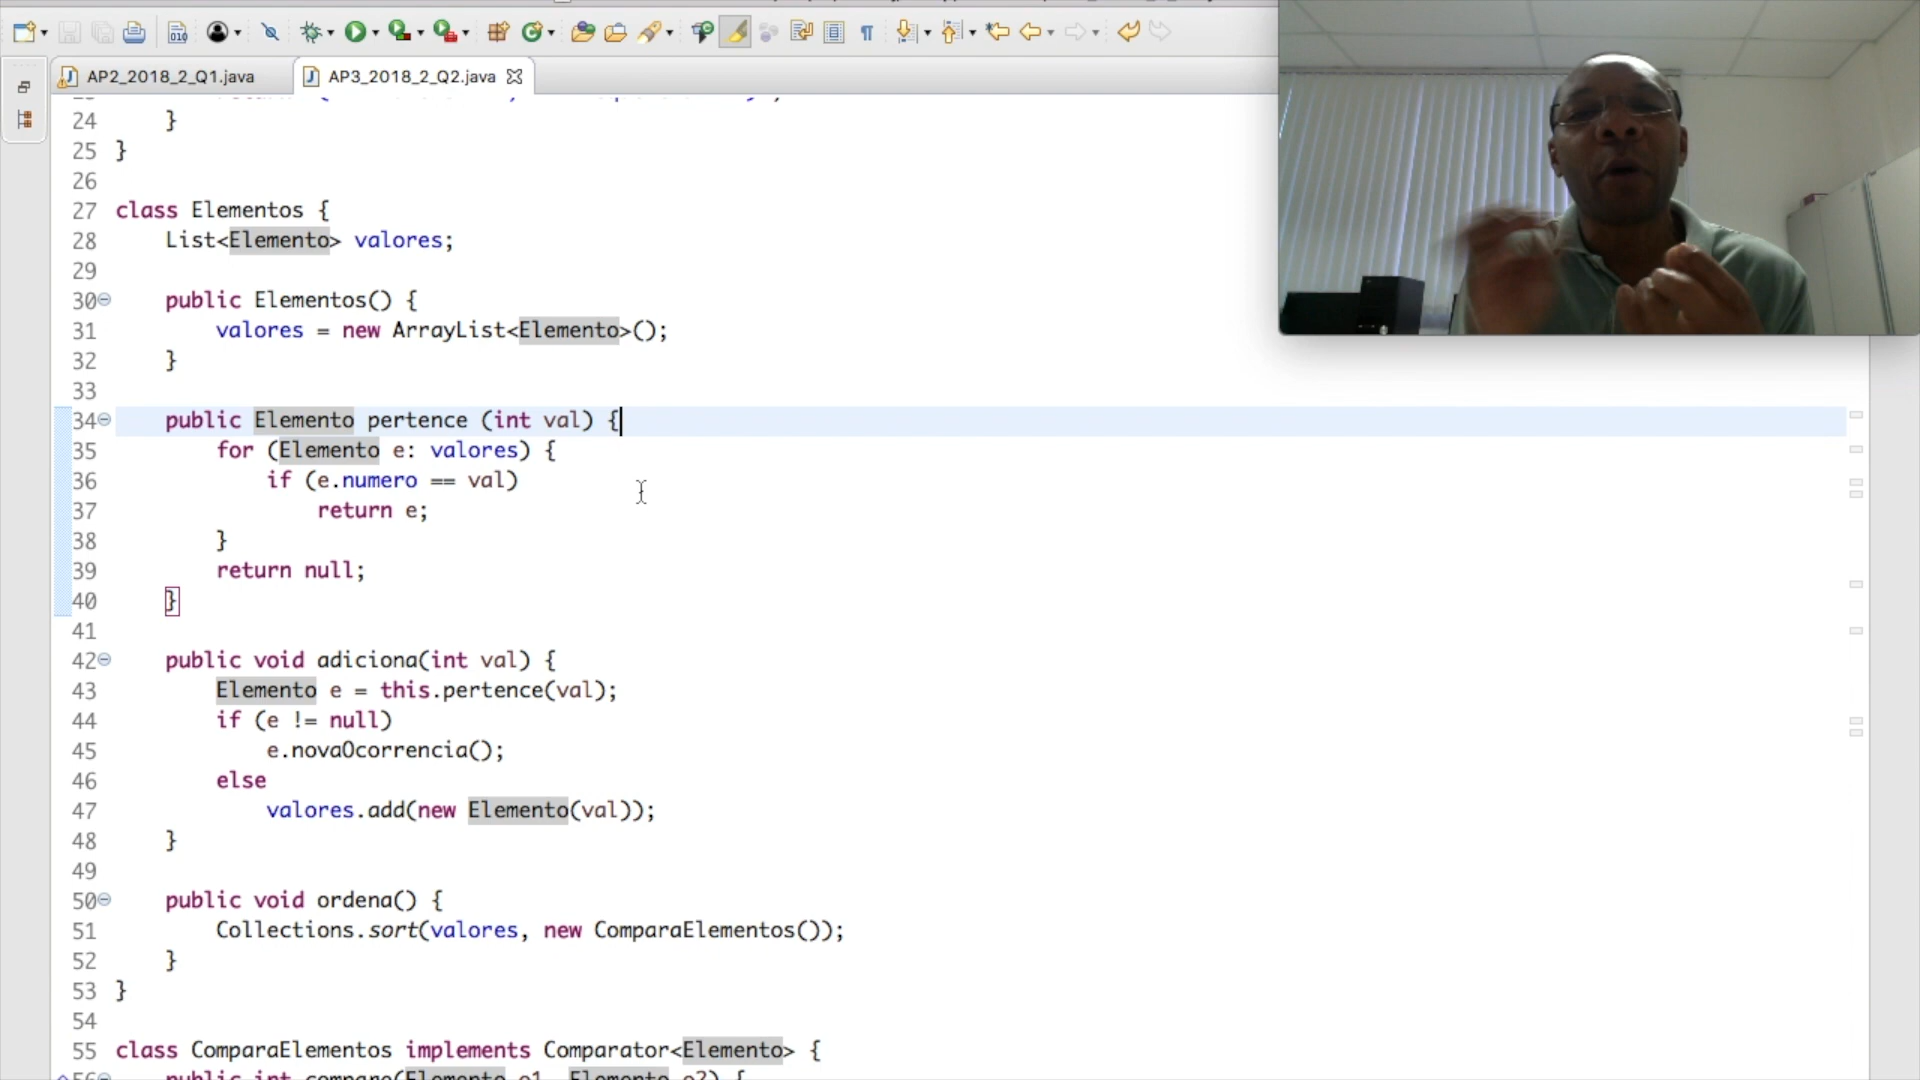 AP2_2018_2_Q1.java
AP3_2018_2_Q2.java
24 }
25 }
26
27 class Elementos {
28 List<Elemento> valores;
29
30 public Elementos() {
31 valores = new ArrayList<Elemento>();
32 }
33
34 public Elemento pertence (int val) {
35 for (Elemento e: valores) {
36 if (e.numero == val)
37 return e;
38 }
39 return null;
40 }
41
42 public void adiciona(int val) {
43 Elemento e = this.pertence(val);
44 if (e != null)
45 e.novaOcorrencia();
46 else
47 valores.add(new Elemento(val));
48 }
49
50 public void ordena() {
51 Collections.sort(valores, new ComparaElementos());
52 }
53 }
54
55 class ComparaElementos implements Comparator<Elemento> {
public int compare(Elemento e1, Elemento e2) {